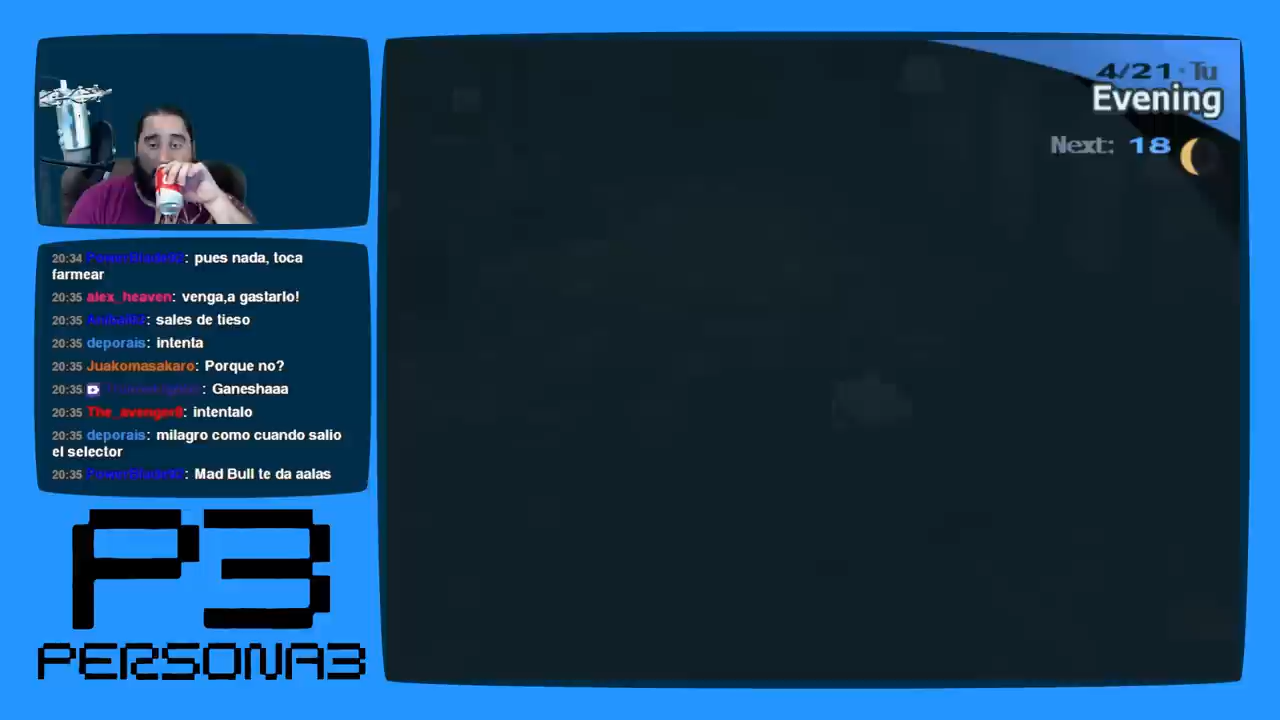 4/21·Tu
Evening
Next: 18
20:34 : pues nada, toca
farmear
20:35 alex_heaven: venga,a gastarlo!
20:35 : sales de tieso
20:35 deporais: intenta
20:35 Juakomasakaro: Porque no?
20:35 : Ganeshaaa
20:35 The_avenger8: intentalo
20:35 deporais: milagro como cuando salio
el selector
20:35 : Mad Bull te da aalas
P3
PERSONA3